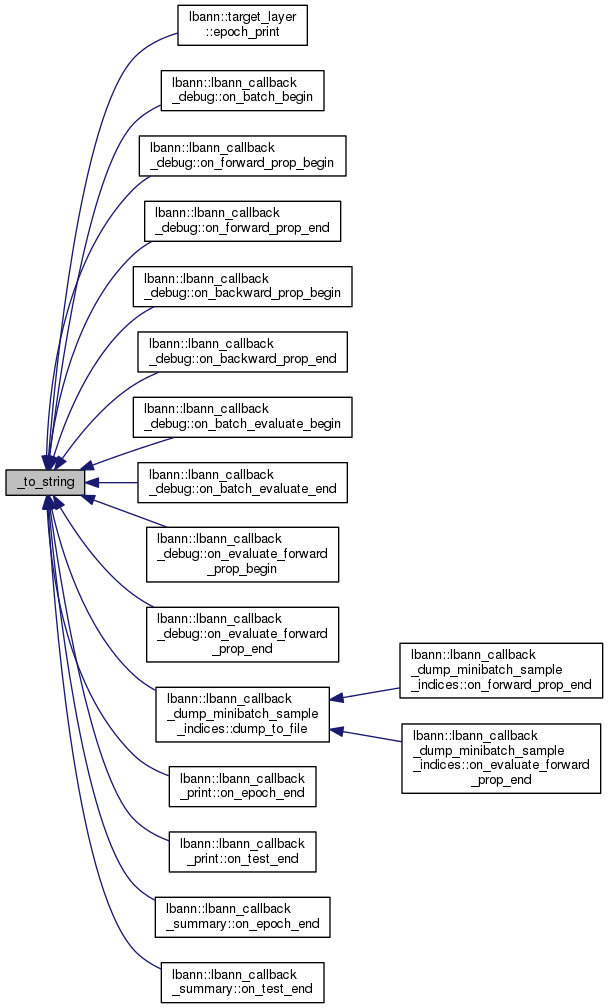 lbann::target_layer
::epoch_print
lbann::lbann_callback
_debug::on_batch_begin
lbann::lbann_callback
_debug::on_forward_prop_begin
lbann::lbann_callback
_debug::on_forward_prop_end
lbann::lbann_callback
_debug::on_backward_prop_begin
lbann::lbann_callback
_debug::on_backward_prop_end
lbann::lbann_callback
_debug::on_batch_evaluate_begin
_to_string
lbann::lbann_callback
_debug::on_batch_evaluate_end
lbann::lbann_callback
_debug::on_evaluate_forward
_prop_begin
lbann::lbann_callback
_debug::on_evaluate_forward
_prop_end
lbann::lbann_callback
_dump_minibatch_sample
_indices::dump_to_file
lbann::lbann_callback
_dump_minibatch_sample
_indices::on_forward_prop_end
lbann::lbann_callback
_dump_minibatch_sample
_indices::on_evaluate_forward
_prop_end
lbann::lbann_callback
_print::on_epoch_end
lbann::lbann_callback
_print::on_test_end
lbann::lbann_callback
_summary::on_epoch_end
lbann::lbann_callback
_summary::on_test_end